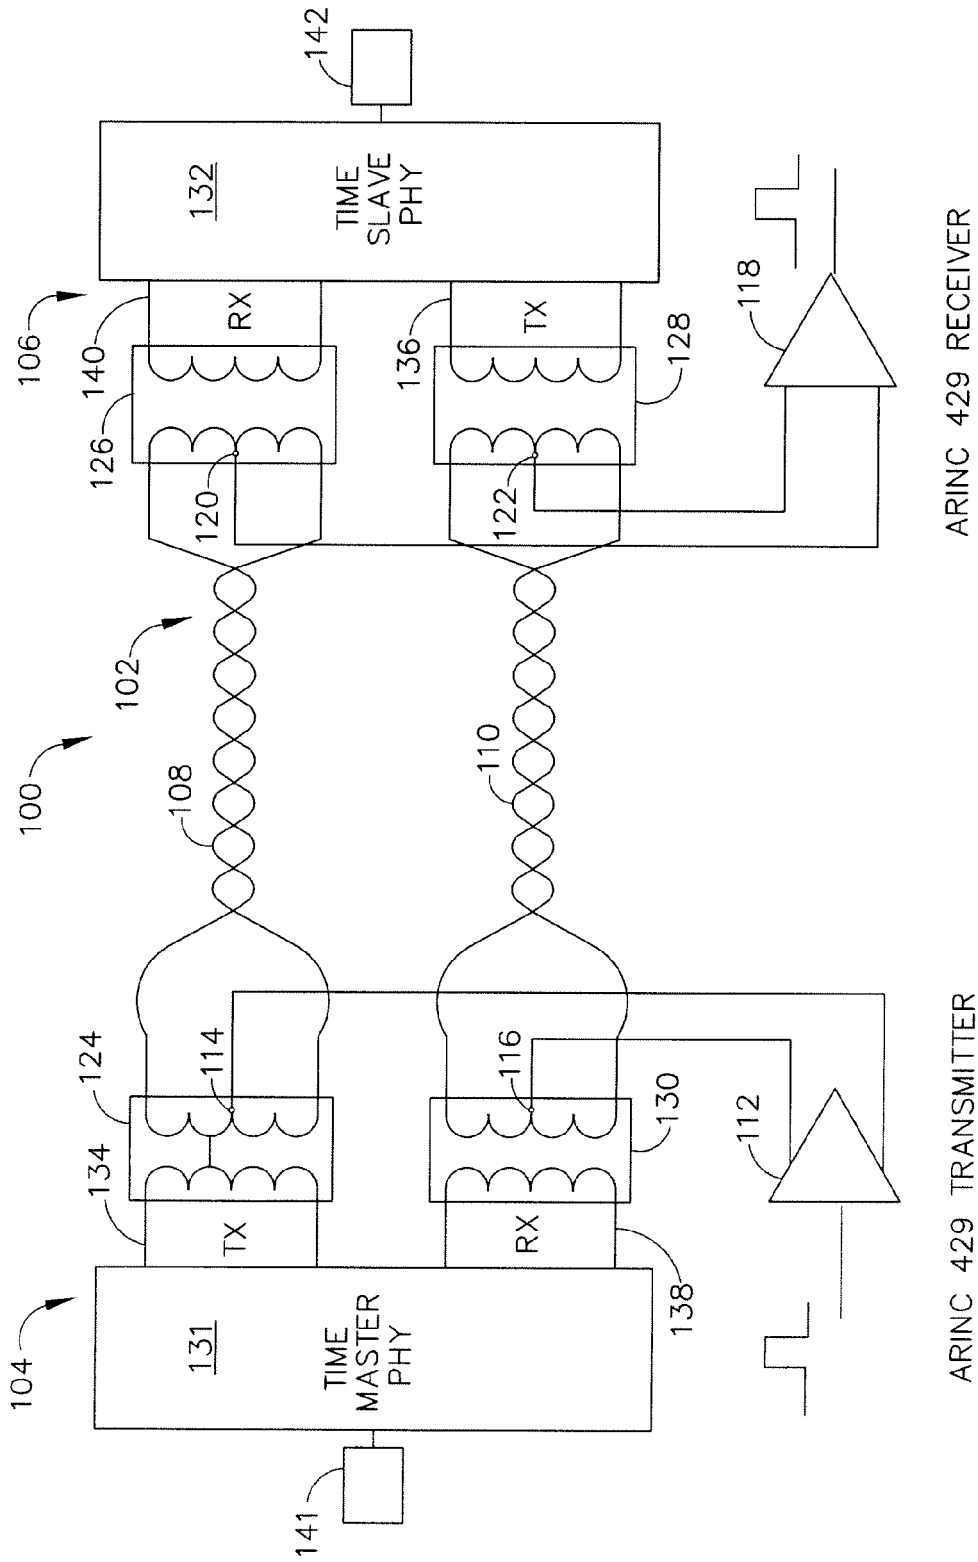 100
102
104
106
108
110
124
114
134
TX
131
TIME
MASTER
PHY
141
116
130
RX
138
112
ARINC 429 TRANSMITTER
126
140
RX
120
132
TIME
SLAVE
PHY
142
136
TX
122
128
118
ARINC 429 RECEIVER